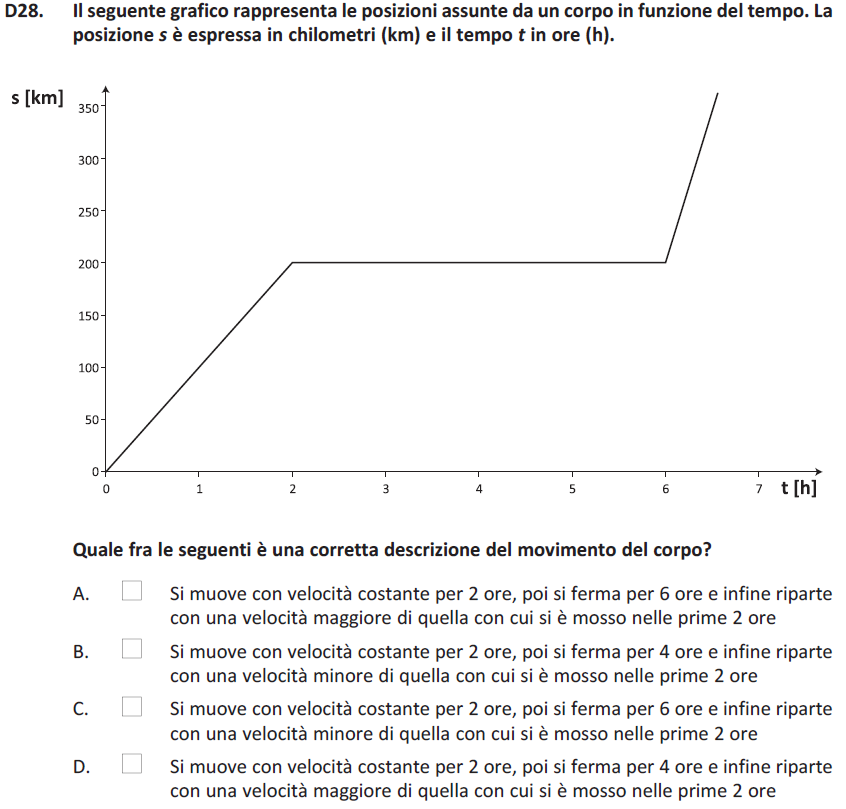 D28. Il seguente grafico rappresenta le posizioni assunte da un corpo in funzione del tempo. La
posizione s è espressa in chilometri (km) e il tempo t in ore (h).
s [km]
350
300
250
200
150
100
50
0
0 1 2 3 4 5 6 7 t [h]
Quale fra le seguenti è una corretta descrizione del movimento del corpo?
A. Si muove con velocità costante per 2 ore, poi si ferma per 6 ore e infine riparte
con una velocità maggiore di quella con cui si è mosso nelle prime 2 ore
B. Si muove con velocità costante per 2 ore, poi si ferma per 4 ore e infine riparte
con una velocità minore di quella con cui si è mosso nelle prime 2 ore
C. Si muove con velocità costante per 2 ore, poi si ferma per 6 ore e infine riparte
con una velocità minore di quella con cui si è mosso nelle prime 2 ore
D. Si muove con velocità costante per 2 ore, poi si ferma per 4 ore e infine riparte
con una velocità maggiore di quella con cui si è mosso nelle prime 2 ore